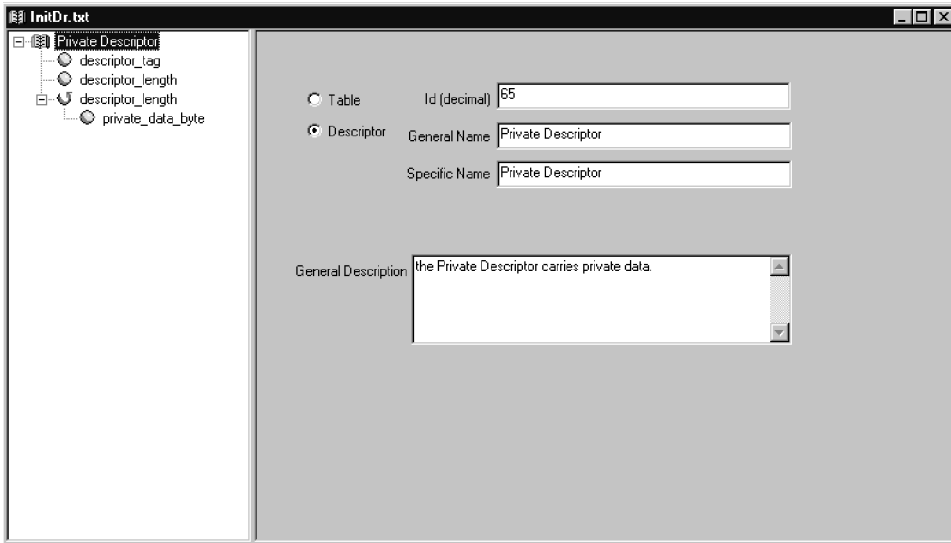 InitDr.txt
Private Descriptor
descriptor_tag
descriptor_length
descriptor_length
private_data_byte
Table
Id (decimal) 65
Descriptor
General Name Private Descriptor
Specific Name Private Descriptor
General Description the Private Descriptor carries private data.